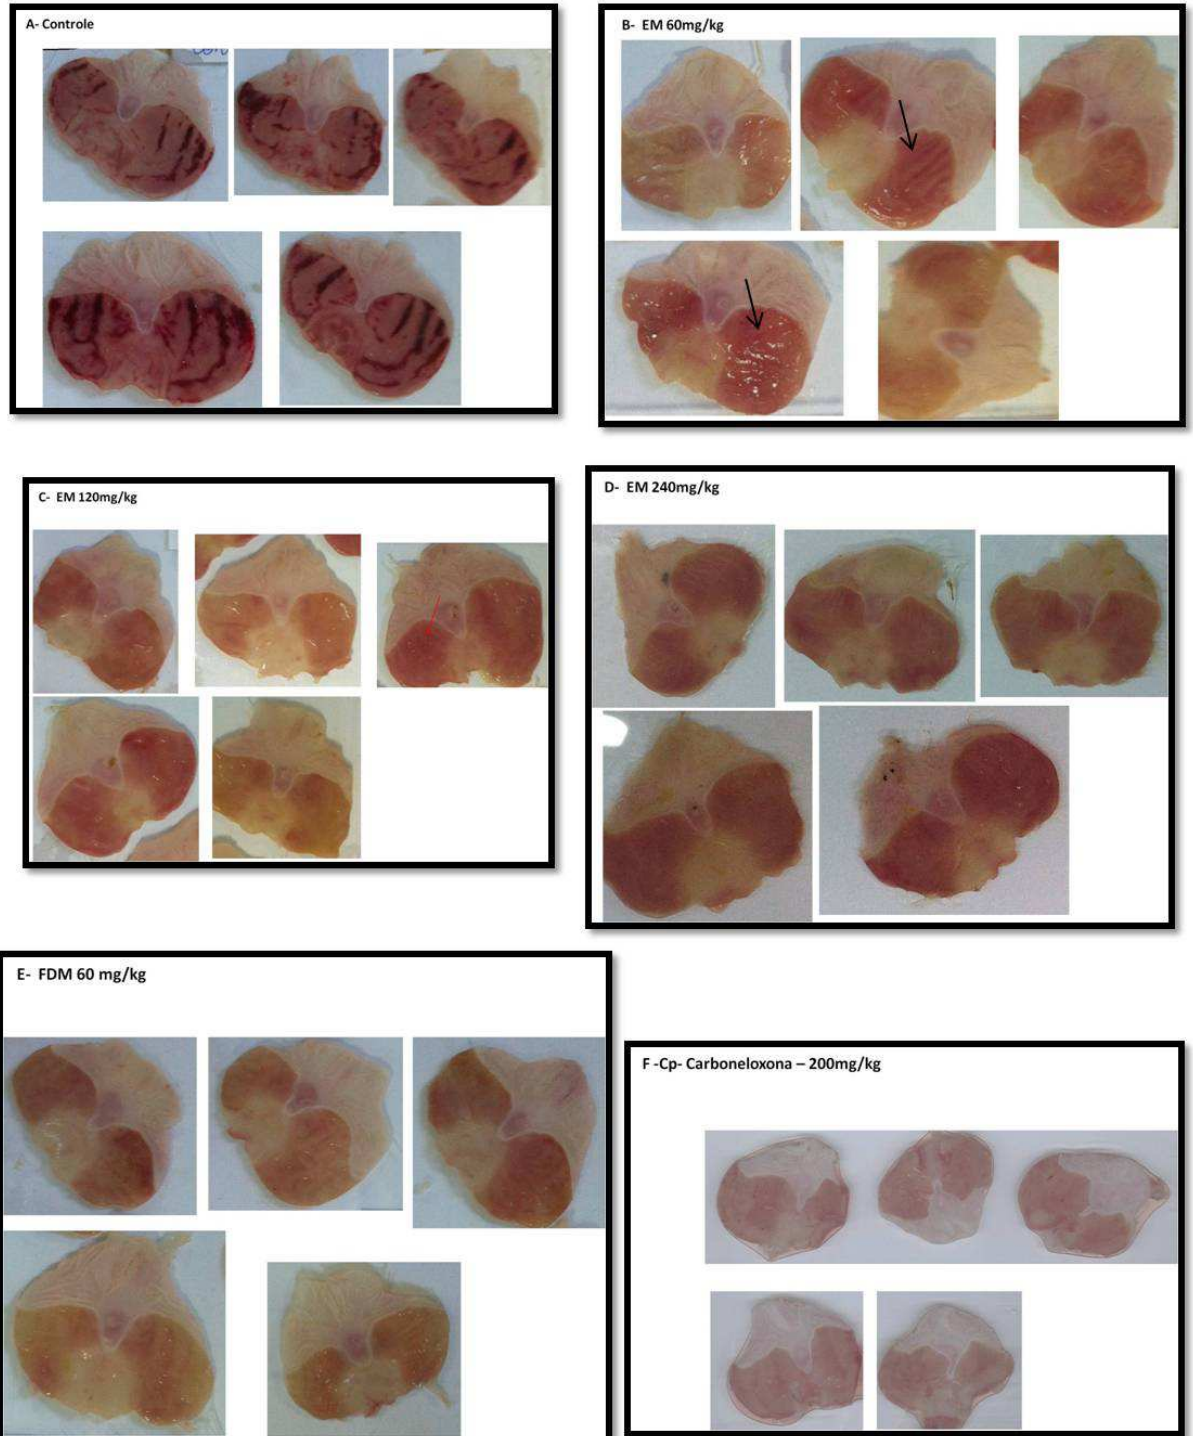 A- Controle
B- EM 60mg/kg
C- EM 120mg/kg
D- EM 240mg/kg
E- FDM 60 mg/kg
F -Cp- Carboneloxona – 200mg/kg